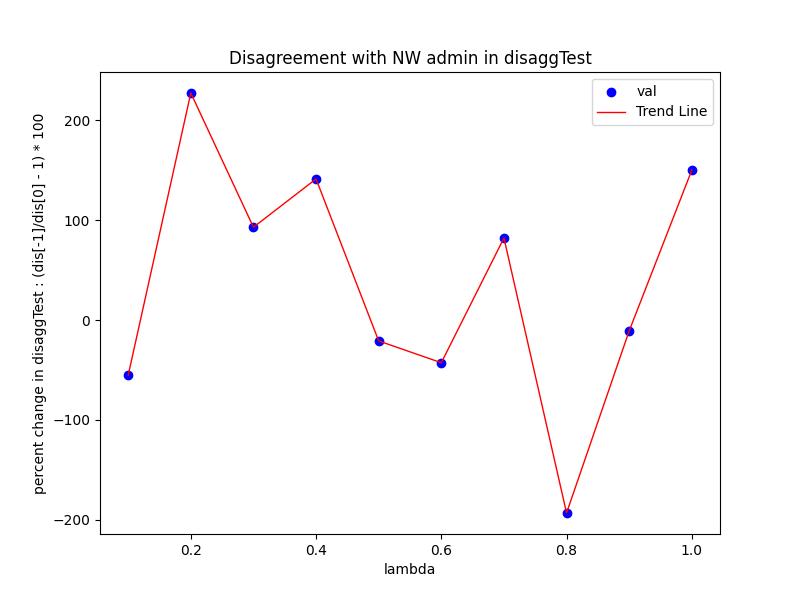 Disagreement with NW admin in disaggTest
val
Trend Line
percent change in disaggTest : (dis[-1]/dis[0] - 1) * 100
200
100
0
−100
−200
0.2 0.4 0.6 0.8 1.0
lambda